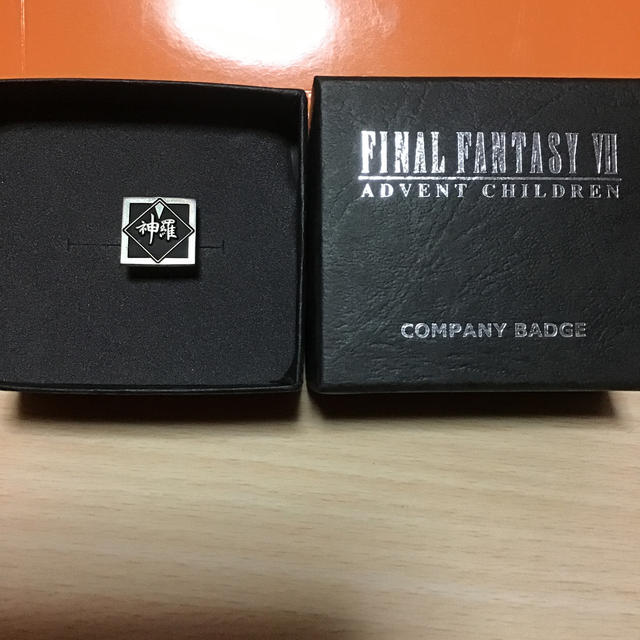 神羅
FINAL FANTASY VII
ADVENT CHILDREN
COMPANY BADGE